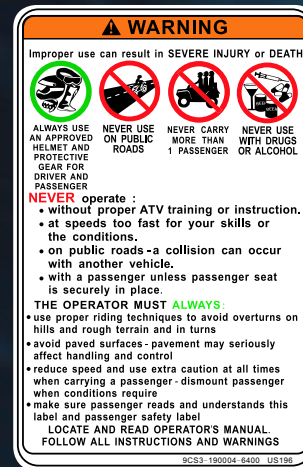 WARNING
Improper use can result in SEVERE INJURY or DEATH
ALWAYS USE
AN APPROVED
HELMET AND
PROTECTIVE
GEAR FOR
DRIVER AND
PASSENGER
NEVER USE
ON PUBLIC
ROADS
NEVER CARRY
MORE THAN
1 PASSENGER
NEVER USE
WITH DRUGS
OR ALCOHOL
NEVER operate :
• without proper ATV training or instruction.
• at speeds too fast for your skills or
the conditions.
• on public roads - a collision can occur
with another vehicle.
• with a passenger unless passenger seat
is securely in place.
THE OPERATOR MUST ALWAYS:
• use proper riding techniques to avoid overturns on
hills and rough terrain and in turns
• avoid paved surfaces - pavement may seriously
affect handling and control
• reduce speed and use extra caution at all times
when carrying a passenger - dismount passenger
when conditions require
• make sure passenger reads and understands this
label and passenger safety label
LOCATE AND READ OPERATOR'S MANUAL.
FOLLOW ALL INSTRUCTIONS AND WARNINGS
9CS3-190004-6400 US196